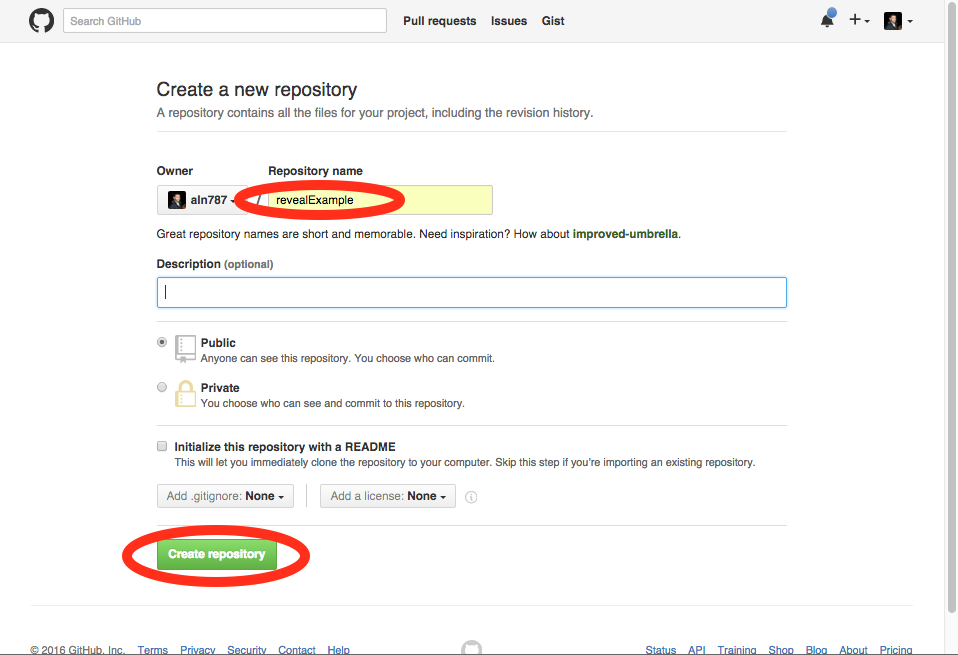 Search GitHub Pull requests Issues Gist
Create a new repository
A repository contains all the files for your project, including the revision history.
Owner Repository name
aln787 / revealExample
Great repository names are short and memorable. Need inspiration? How about improved-umbrella.
Description (optional)
Public
Anyone can see this repository. You choose who can commit.
Private
You choose who can see and commit to this repository.
Initialize this repository with a README
This will let you immediately clone the repository to your computer. Skip this step if you’re importing an existing repository.
Add .gitignore: None Add a license: None
Create repository
© 2016 GitHub, Inc. Terms Privacy Security Contact Help Status API Training Shop Blog About Pricing